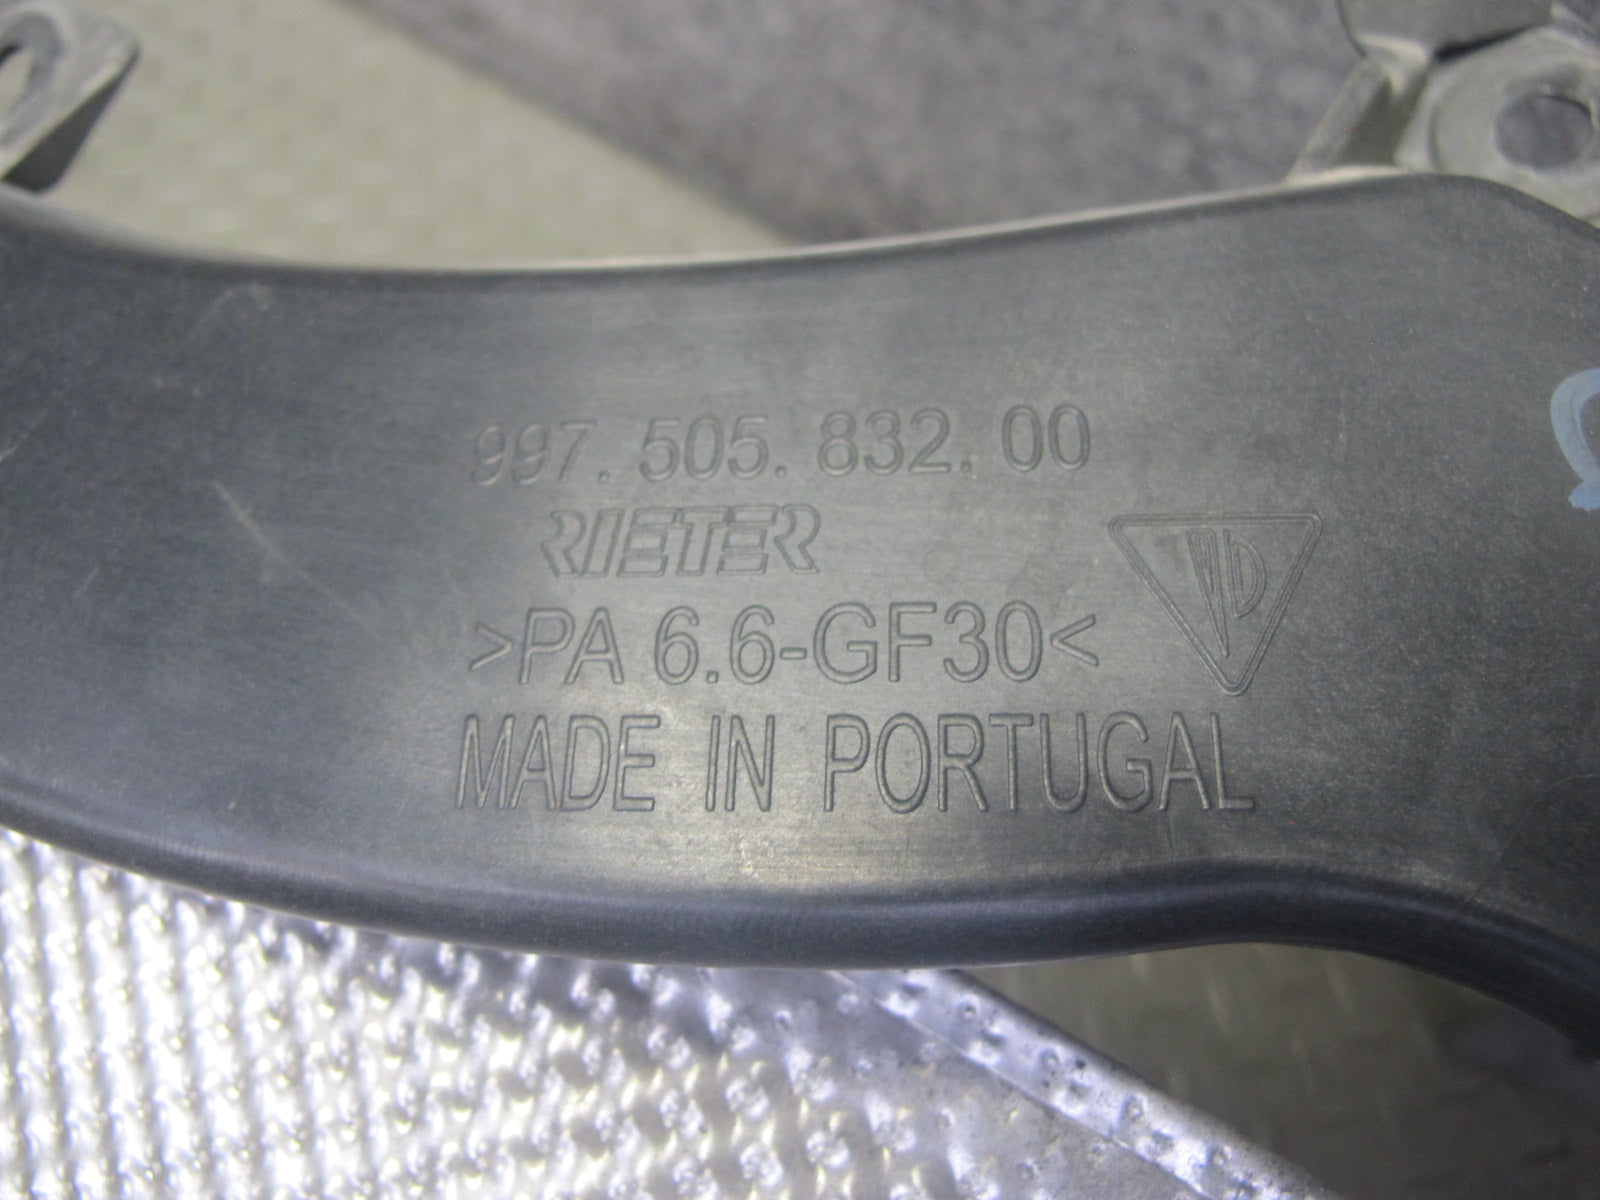 997.505.832.00
RIETER
>PA 6.6-GF30<
MADE IN PORTUGAL